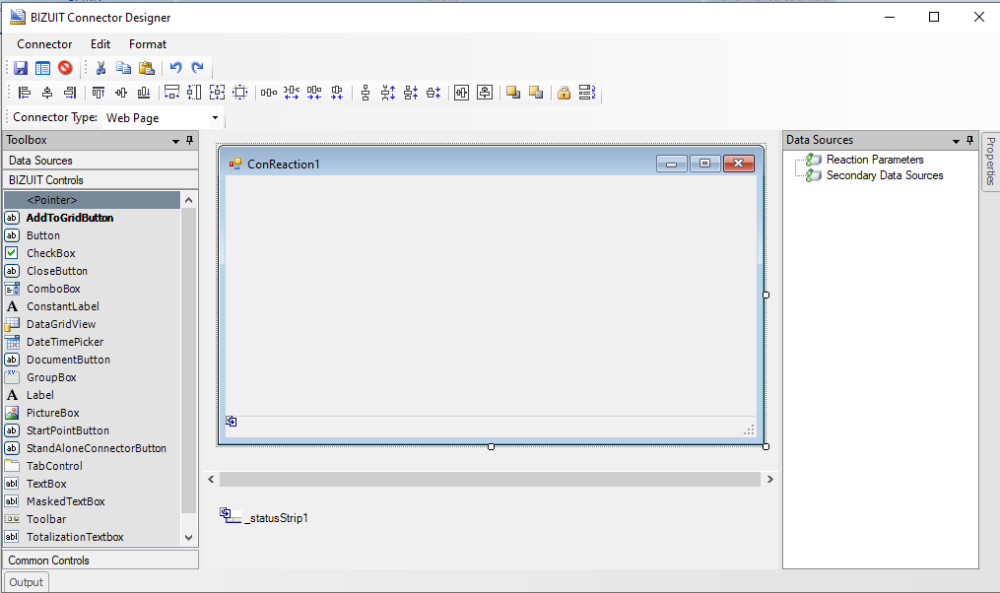 BIZUIT Connector Designer
Connector Edit Format
Connector Type: Web Page
Toolbox
Data Sources
BIZUIT Controls
<Pointer>
AddToGridButton
Button
CheckBox
CloseButton
ComboBox
ConstantLabel
DataGridView
DateTimePicker
DocumentButton
GroupBox
Label
PictureBox
StartPointButton
StandAloneConnectorButton
TabControl
TextBox
MaskedTextBox
Toolbar
TotalizationTextbox
Common Controls
Output
ConReaction1
_statusStrip1
Data Sources
Reaction Parameters
Secondary Data Sources
Properties